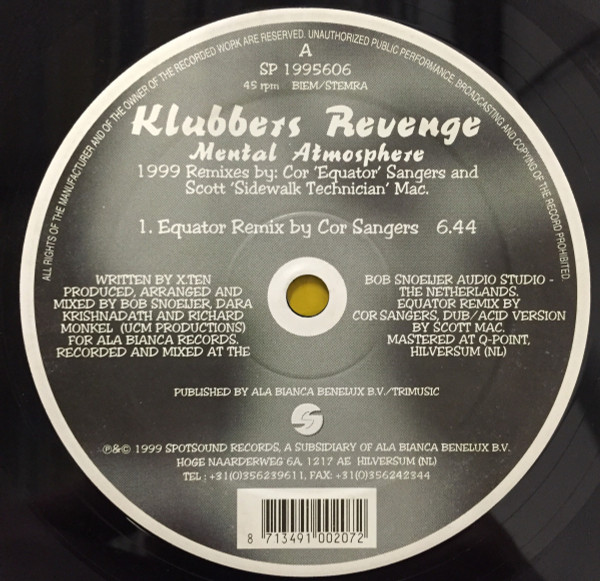 ALL RIGHTS OF THE MANUFACTURER AND OF THE OWNER OF THE RECORDED WORK ARE RESERVED. UNAUTHORIZED PUBLIC PERFORMANCE, BROADCASTING AND COPYING OF THE RECORD PROHIBITED.
A
SP 1995606
45 rpm BIEM/STEMRA
Klubbers Revenge
Mental Atmosphere
1999 Remixes by: Cor 'Equator' Sangers and
Scott 'Sidewalk Technician' Mac.
1. Equator Remix by Cor Sangers 6.44
WRITTEN BY X.TEN
PRODUCED, ARRANGED AND
MIXED BY BOB SNOEIJER, DARA
KRISHNADATH AND RICHARD
MONKEL (UCM PRODUCTIONS)
FOR ALA BIANCA RECORDS.
RECORDED AND MIXED AT THE
BOB SNOEIJER AUDIO STUDIO -
THE NETHERLANDS.
EQUATOR REMIX BY
COR SANGERS, DUB/ACID VERSION
BY SCOTT MAC.
MASTERED AT Q-POINT,
HILVERSUM (NL)
PUBLISHED BY ALA BIANCA BENELUX B.V./TRIMUSIC
℗&© 1999 SPOTSOUND RECORDS, A SUBSIDIARY OF ALA BIANCA BENELUX B.V.
HOGE NAARDERWEG 6A, 1217 AE HILVERSUM (NL)
TEL : +31(0)356239611, FAX: +31(0)356242344
8 713491 002072